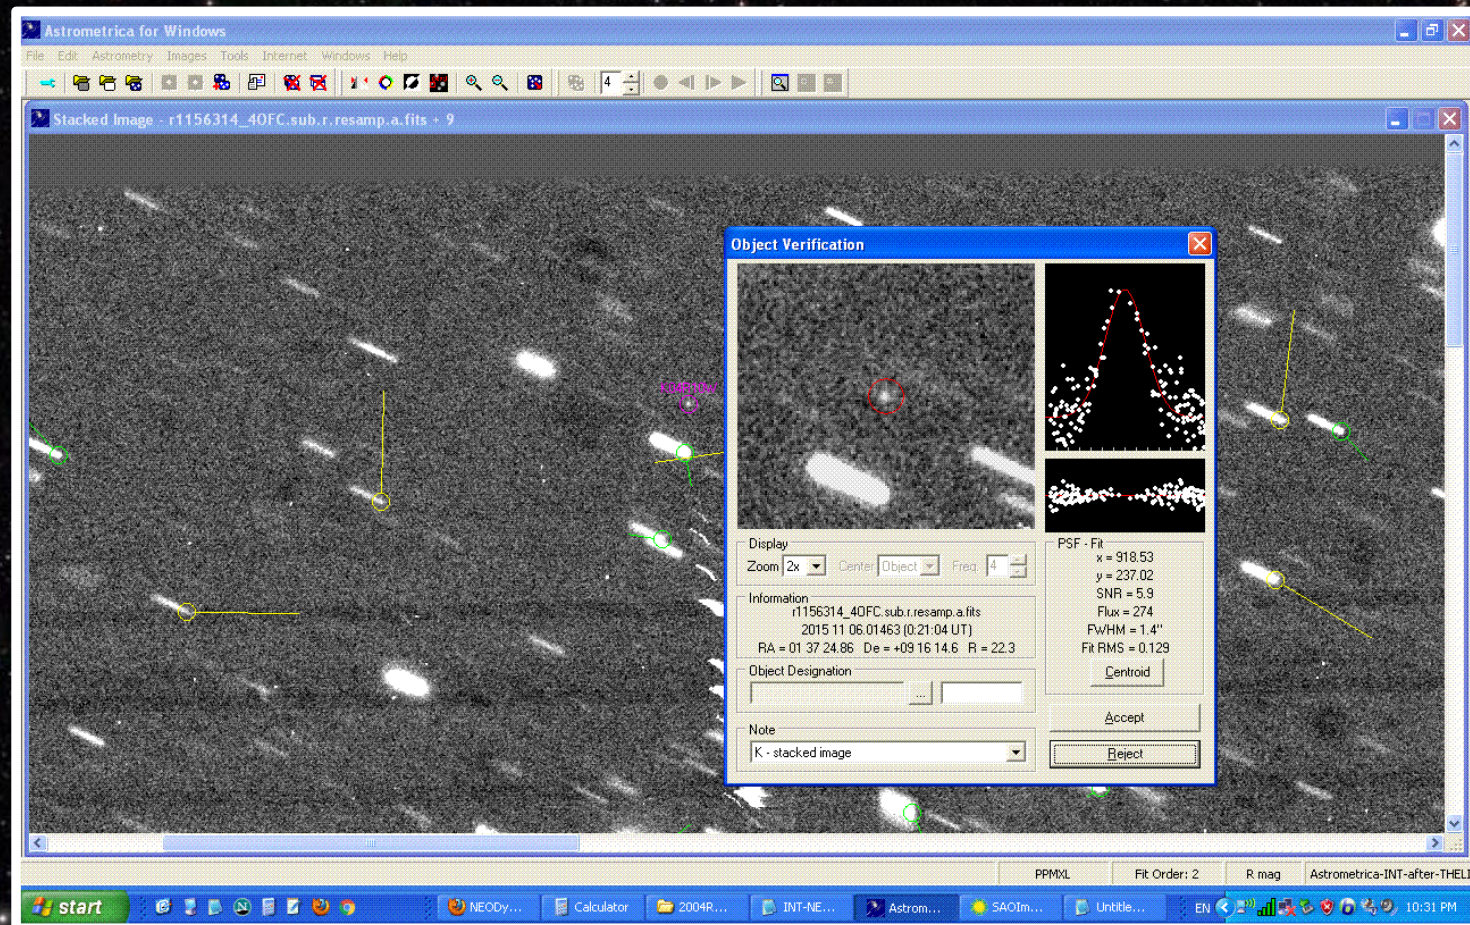 Astrometrica for Windows
File Edit Astrometry Images Tools Internet Windows Help
4
Stacked Image - r1156314_4OFC.sub.r.resamp.a.fits + 9
Object Verification
Display
Zoom 2x Center Object Freq. 4
Information
r1156314_4OFC.sub.r.resamp.a.fits
2015 11 06.01463 (0:21:04 UT)
RA = 01 37 24.86 De = +09 16 14.6 R = 22.3
Object Designation
...
Note
K - stacked image
PSF - Fit
x = 918.53
y = 237.02
SNR = 5.9
Flux = 274
FWHM = 1.4"
Fit RMS = 0.129
Centroid
Accept
Reject
PPMXL Fit Order: 2 R mag Astrometrica-INT-after-THELI
start NEODy... Calculator 2004R... INT-NE... Astrom... SAOIm... Untitle... EN 10:31 PM